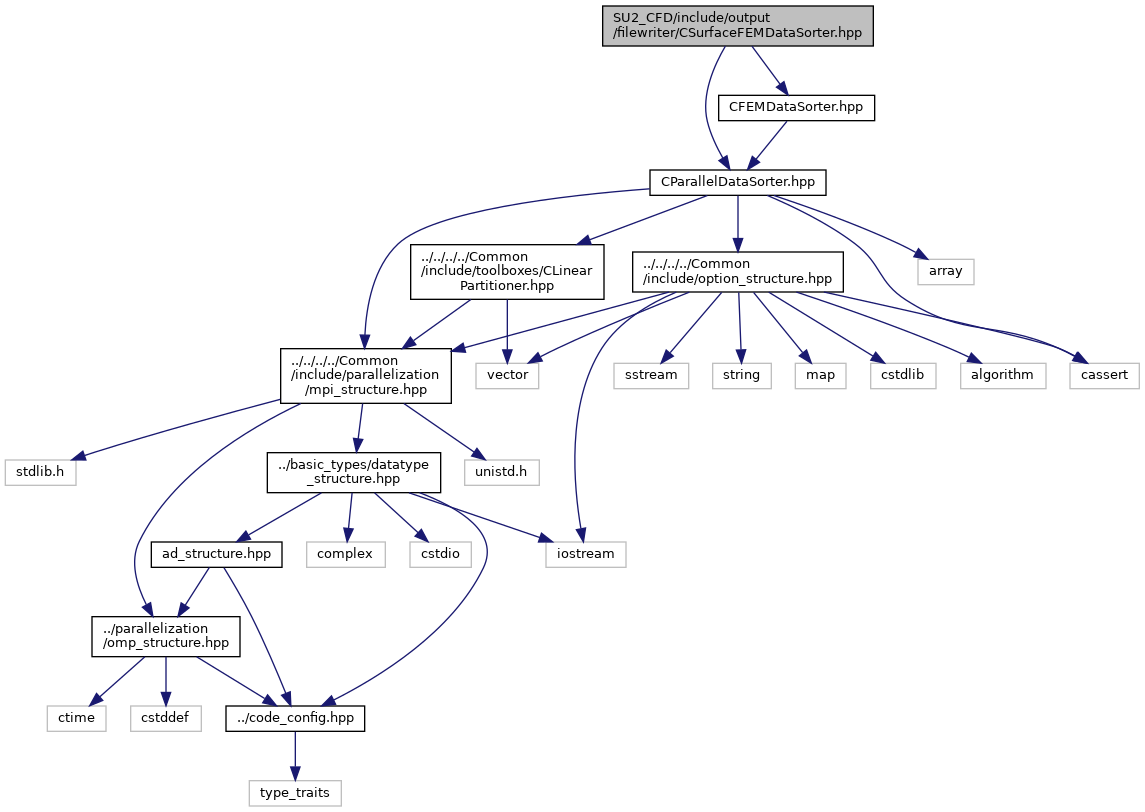 SU2_CFD/include/output
/filewriter/CSurfaceFEMDataSorter.hpp
CFEMDataSorter.hpp
CParallelDataSorter.hpp
../../../../Common
/include/toolboxes/CLinear
Partitioner.hpp
../../../../Common
/include/option_structure.hpp
array
../../../../Common
/include/parallelization
/mpi_structure.hpp
vector
sstream
string
map
cstdlib
algorithm
cassert
stdlib.h
../basic_types/datatype
_structure.hpp
unistd.h
ad_structure.hpp
complex
cstdio
iostream
../parallelization
/omp_structure.hpp
ctime
cstddef
../code_config.hpp
type_traits